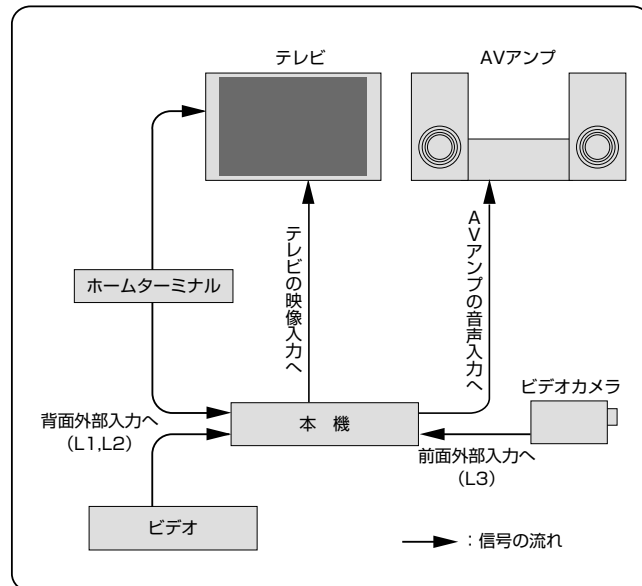 テレビ
AVアンプ
テレビの映像入力へ
AVアンプの音声入力へ
ホームターミナル
ビデオカメラ
背面外部入力へ
（L1,L2）
本 機
前面外部入力へ
（L3）
ビデオ
：信号の流れ